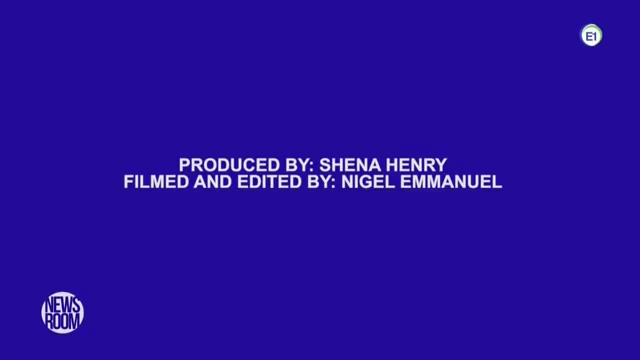 E1
PRODUCED BY: SHENA HENRY
FILMED AND EDITED BY: NIGEL EMMANUEL
NEWS
ROOM